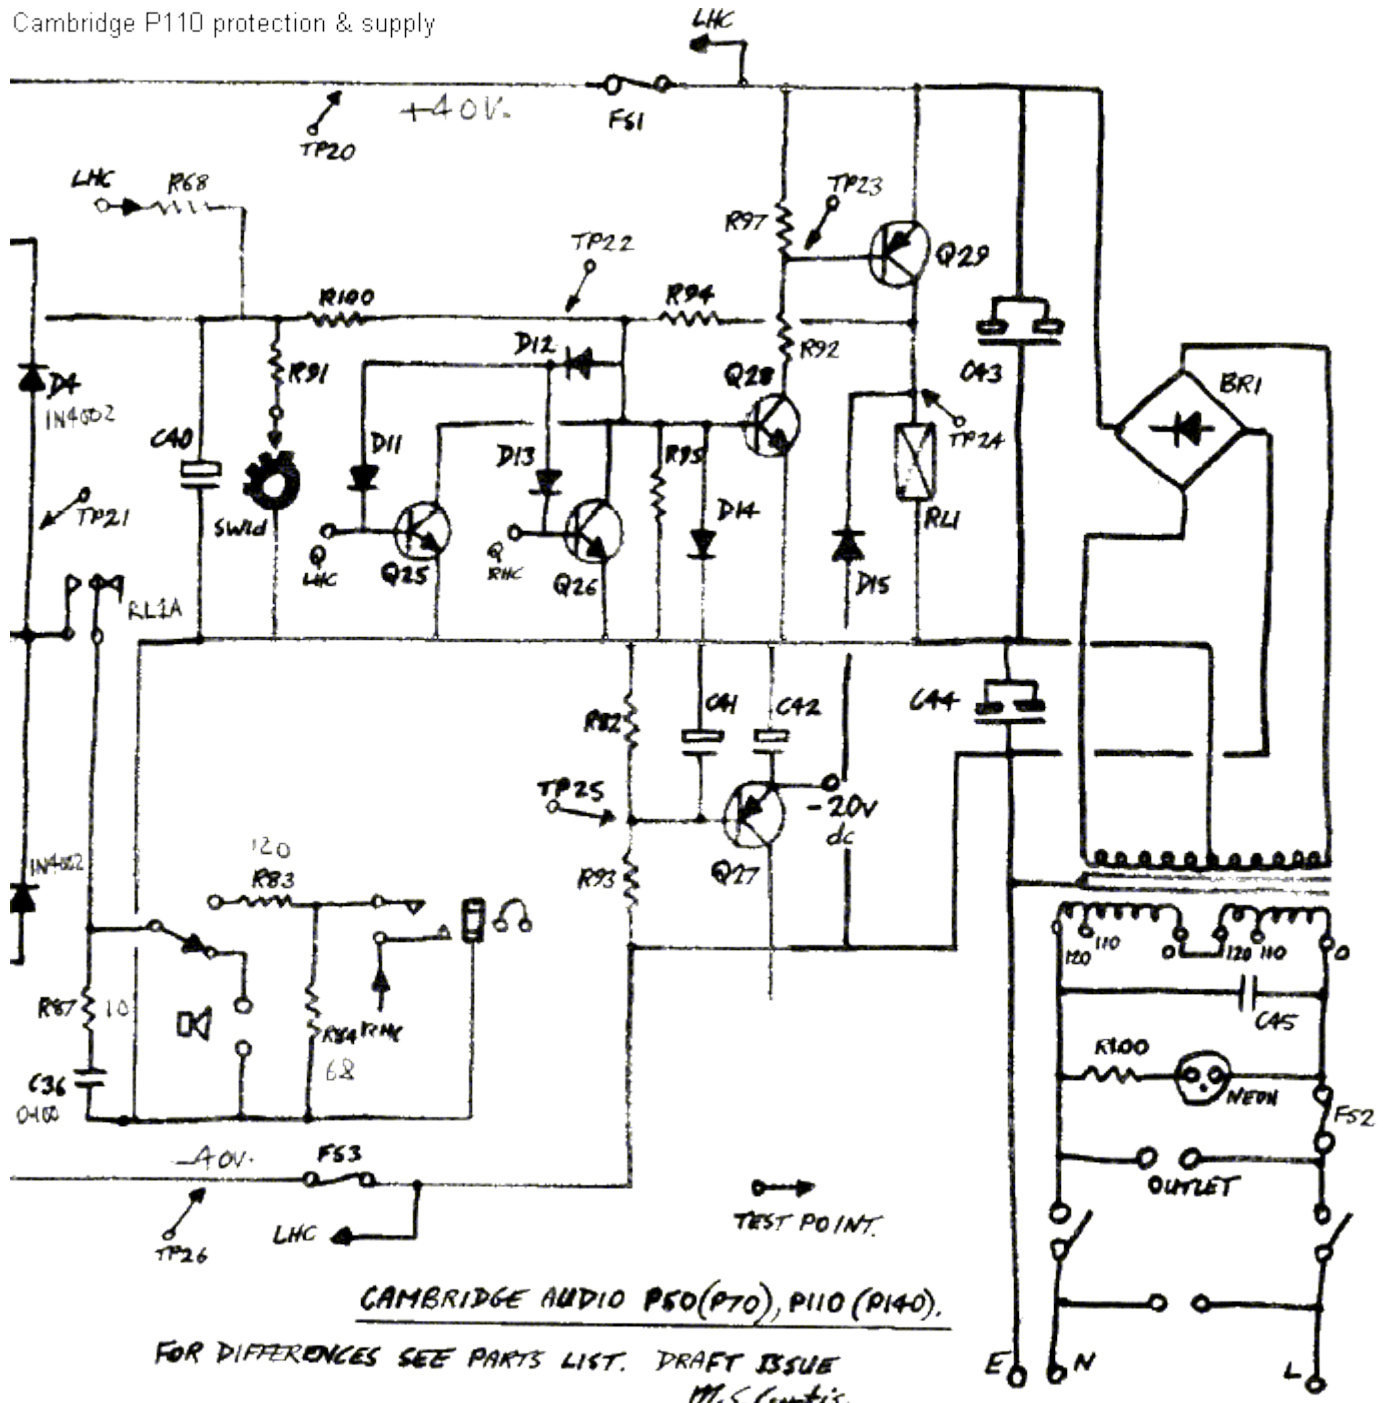 Cambridge P110 protection & supply
LHC
+40V.
FS1
TP20
LHC
R68
TP23
R97
TP22
Q29
R100
R94
D12
R92
C43
BR1
D4
R91
Q28
1N4002
C40
D11
D13
R95
TP24
TP21
SW1d
D14
RL1
Q
LHC
Q25
Q
RHC
Q26
D15
RL1A
R82
C41
C42
C44
TP25
-20V
dc
Q27
R93
1N4002
120
R83
120
110
0
120
110
0
R87
10
R84
RHC
68
C45
R100
NEON
FS2
C36
OUTLET
-40V.
FS3
TEST POINT.
LHC
TP26
CAMBRIDGE AUDIO P50(P70), P110 (P140).
FOR DIFFERENCES SEE PARTS LIST. DRAFT ISSUE
E
N
L